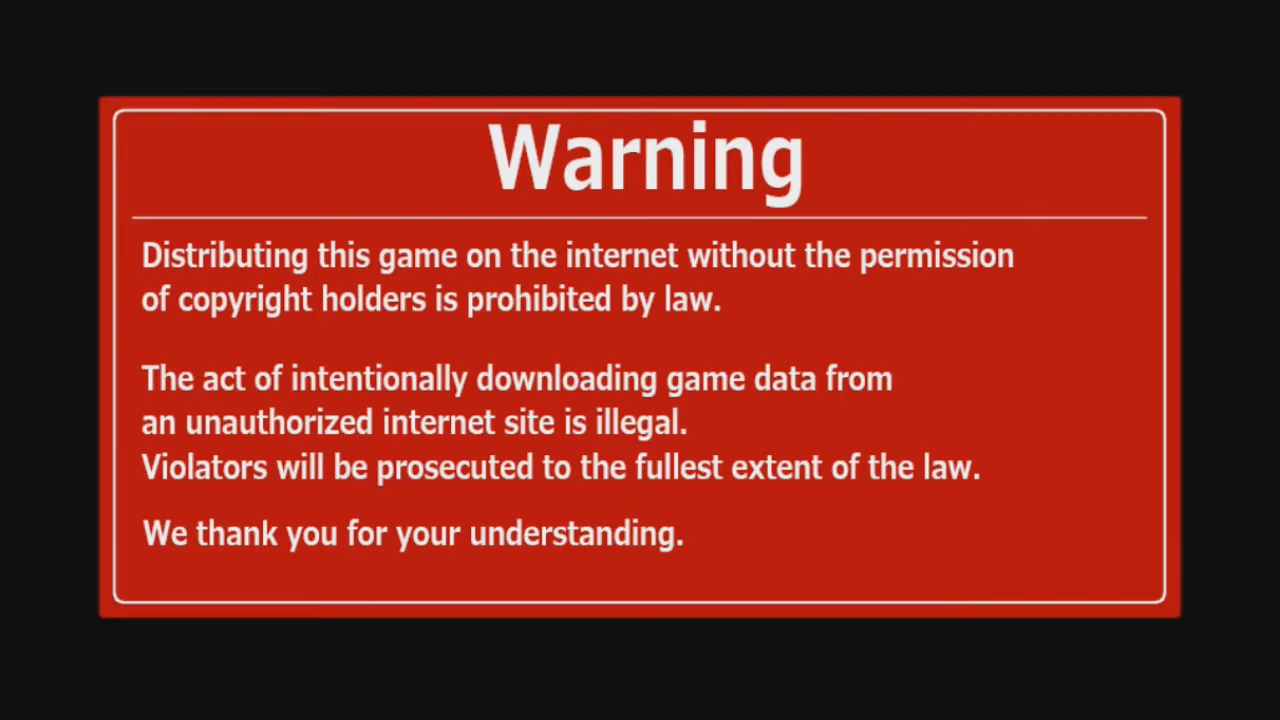 Warning
Distributing this game on the internet without the permission
of copyright holders is prohibited by law.
The act of intentionally downloading game data from
an unauthorized internet site is illegal.
Violators will be prosecuted to the fullest extent of the law.
We thank you for your understanding.